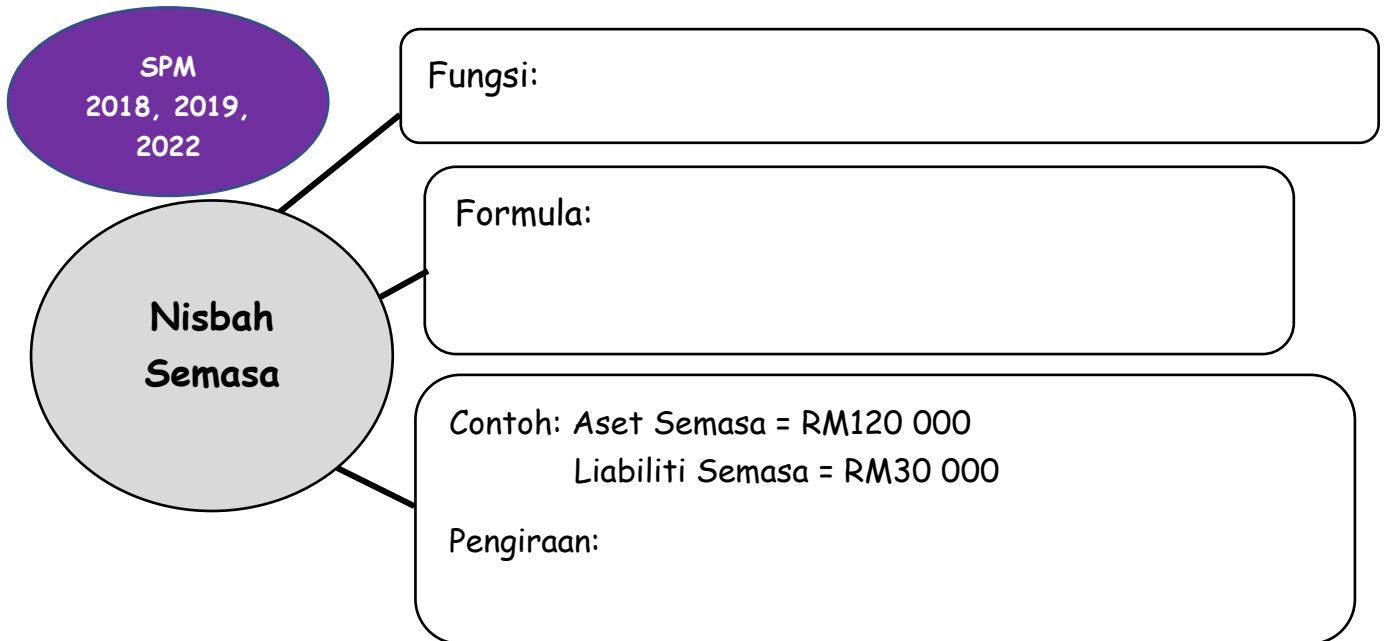 SPM
2018, 2019,
2022
Fungsi:
Formula:
Nisbah
Semasa
Contoh: Aset Semasa = RM120 000
Liabiliti Semasa = RM30 000
Pengiraan: